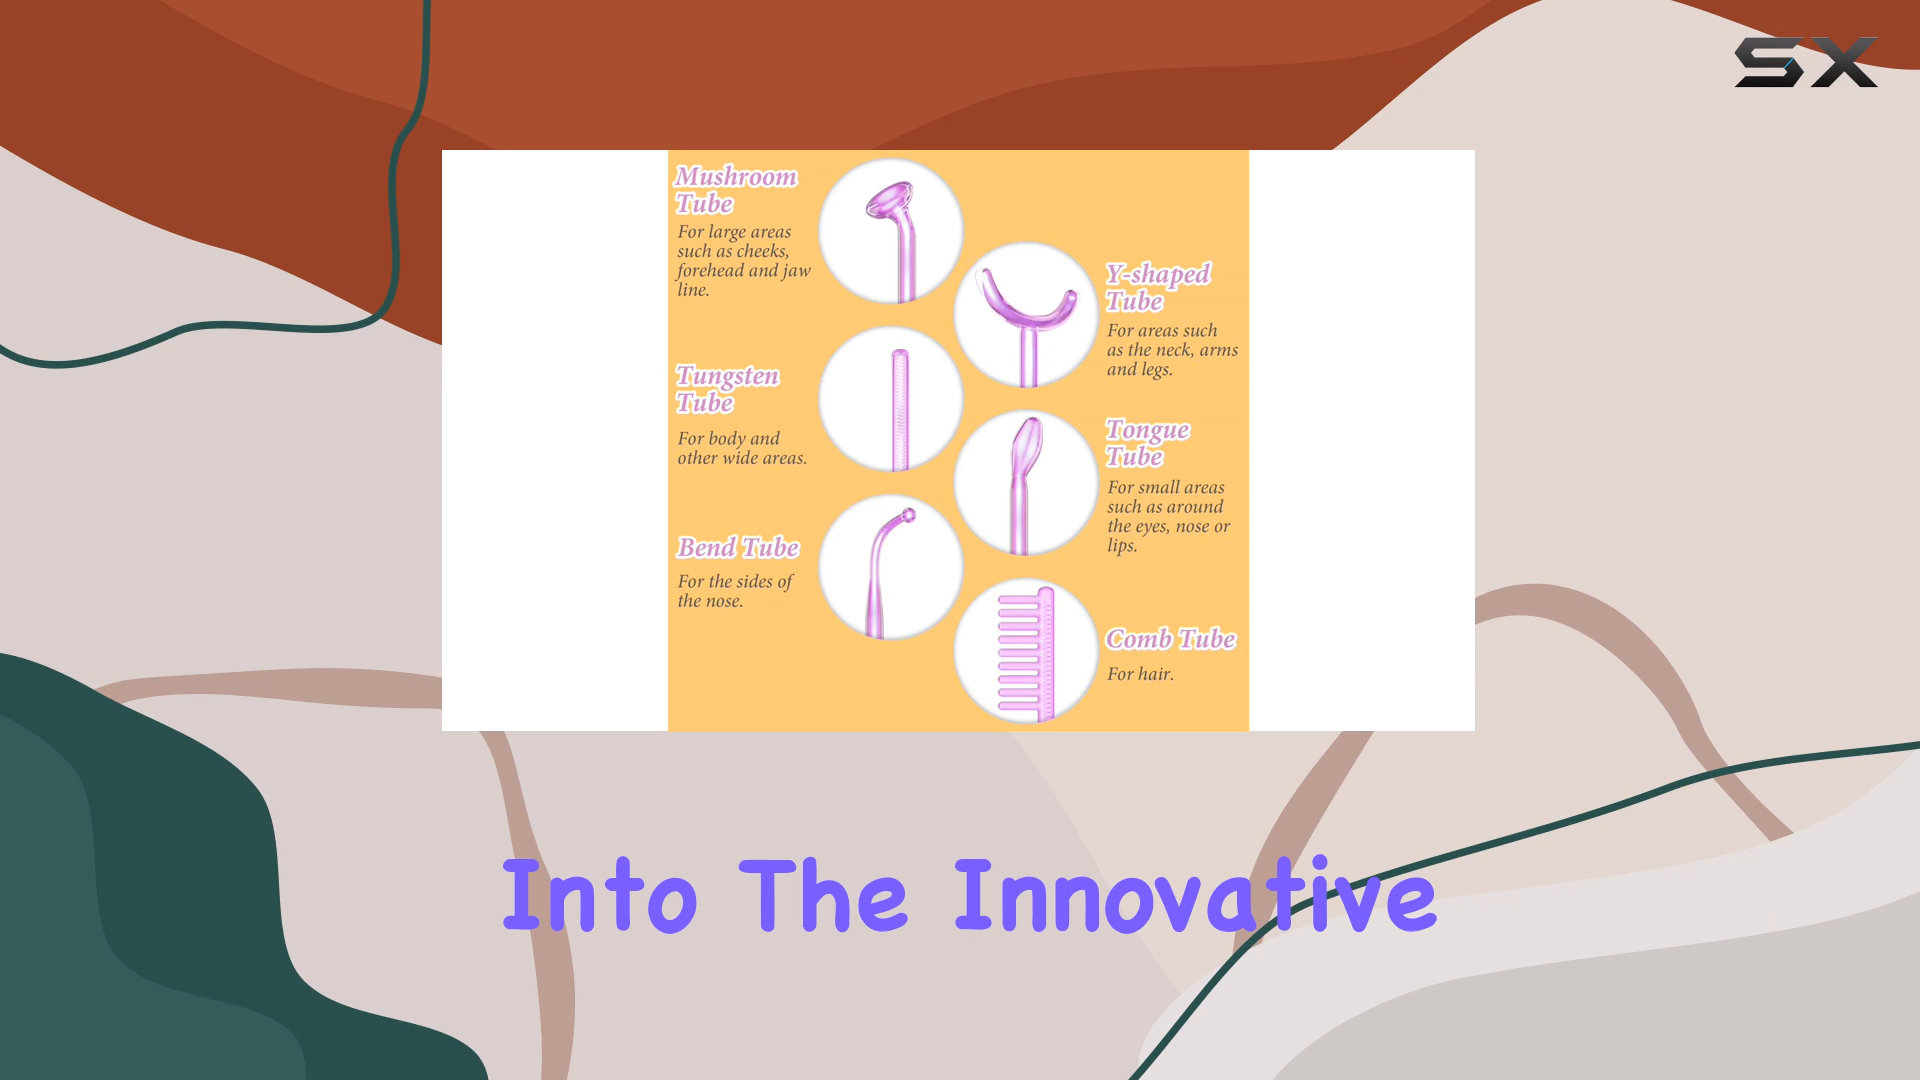 SX
Mushroom
Tube
For large areas
such as cheeks,
forehead and jaw
line.
Y-shaped
Tube
For areas such
as the neck, arms
and legs.
Tungsten
Tube
For body and
other wide areas.
Tongue
Tube
For small areas
such as around
the eyes, nose or
lips.
Bend Tube
For the sides of
the nose.
Comb Tube
For hair.
Into The Innovative